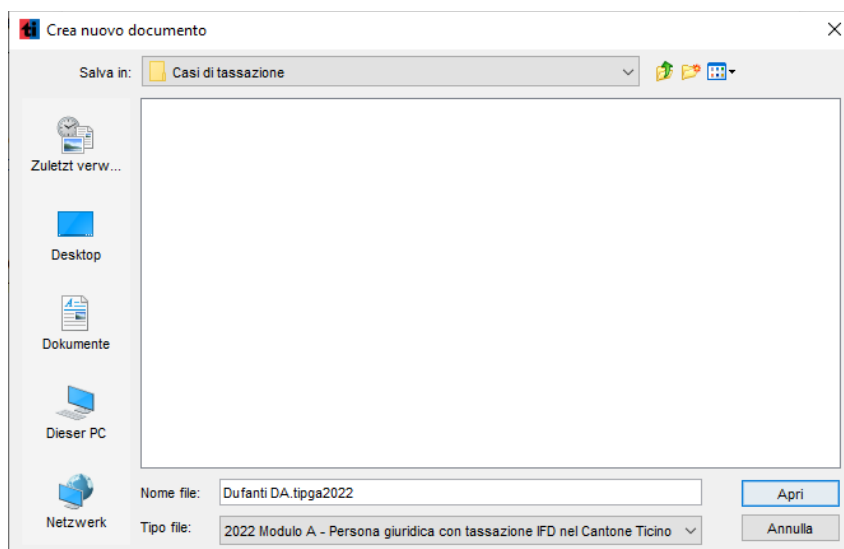 ti Crea nuovo documento
Salva in: Casi di tassazione
Zuletzt verw...
Desktop
Dokumente
Dieser PC
Netzwerk
Nome file: Dufanti DA.tipga2022 Apri
Tipo file: 2022 Modulo A - Persona giuridica con tassazione IFD nel Cantone Ticino Annulla